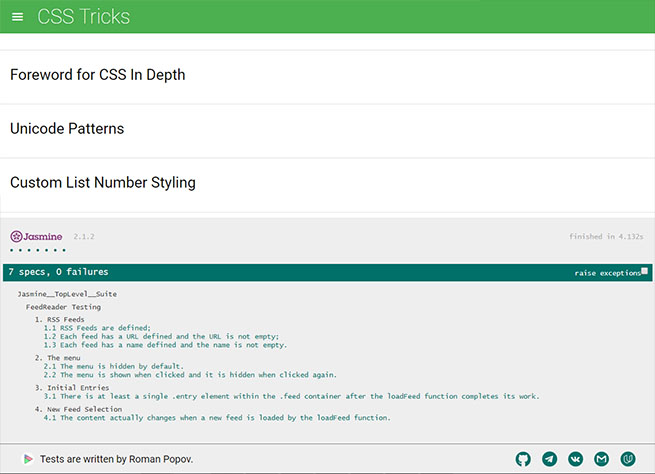 CSS Tricks
Foreword for CSS In Depth
Unicode Patterns
Custom List Number Styling
Jasmine 2.1.2 finished in 4.132s
7 specs, 0 failures raise exceptions
Jasmine__TopLevel__Suite
FeedReader Testing
1. RSS Feeds
1.1 RSS Feeds are defined;
1.2 Each feed has a URL defined and the URL is not empty;
1.3 Each feed has a name defined and the name is not empty.
2. The menu
2.1 The menu is hidden by default.
2.2 The menu is shown when clicked and it is hidden when clicked again.
3. Initial Entries
3.1 There is at least a single .entry element within the .feed container after the loadFeed function completes its work.
4. New Feed Selection
4.1 The content actually changes when a new feed is loaded by the loadFeed function.
Tests are written by Roman Popov.